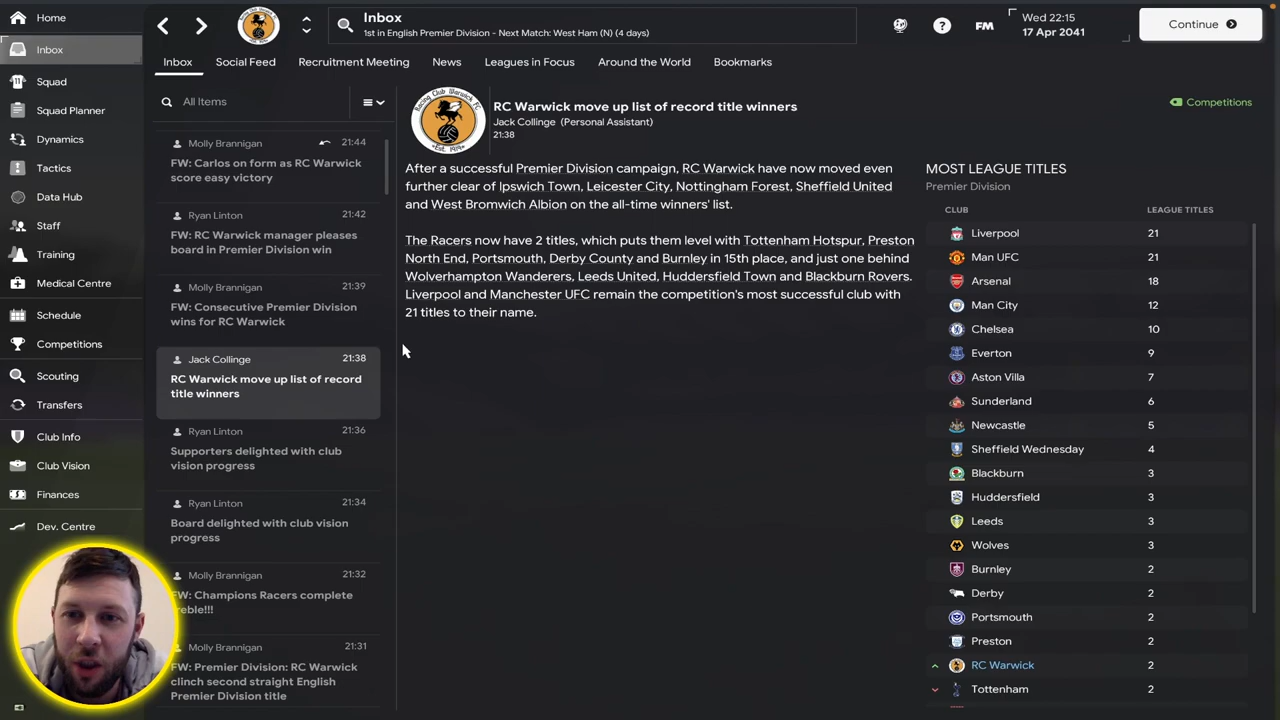 Home
Inbox
Squad
Squad Planner
Dynamics
Tactics
Data Hub
Staff
Training
Medical Centre
Schedule
Competitions
Scouting
Transfers
Club Info
Club Vision
Finances
Dev. Centre
Inbox
1st in English Premier Division - Next Match: West Ham (N) (4 days)
FM
Wed 22:15
17 Apr 2041
Continue
Inbox
Social Feed
Recruitment Meeting
News
Leagues in Focus
Around the World
Bookmarks
All Items
Molly Brannigan 21:44
FW: Carlos on form as RC Warwick
score easy victory
Ryan Linton 21:42
FW: RC Warwick manager pleases
board in Premier Division win
Molly Brannigan 21:39
FW: Consecutive Premier Division
wins for RC Warwick
Jack Collinge 21:38
RC Warwick move up list of record
title winners
Ryan Linton 21:36
Supporters delighted with club
vision progress
Ryan Linton 21:34
Board delighted with club vision
progress
Molly Brannigan 21:32
FW: Champions Racers complete
treble!!!
Molly Brannigan 21:31
FW: Premier Division: RC Warwick
clinch second straight English
Premier Division title
RC Warwick move up list of record title winners
Jack Collinge (Personal Assistant)
21:38
Competitions
After a successful Premier Division campaign, RC Warwick have now moved even
further clear of Ipswich Town, Leicester City, Nottingham Forest, Sheffield United
and West Bromwich Albion on the all-time winners' list.
The Racers now have 2 titles, which puts them level with Tottenham Hotspur, Preston
North End, Portsmouth, Derby County and Burnley in 15th place, and just one behind
Wolverhampton Wanderers, Leeds United, Huddersfield Town and Blackburn Rovers.
Liverpool and Manchester UFC remain the competition's most successful club with
21 titles to their name.
MOST LEAGUE TITLES
Premier Division
CLUB LEAGUE TITLES
Liverpool 21
Man UFC 21
Arsenal 18
Man City 12
Chelsea 10
Everton 9
Aston Villa 7
Sunderland 6
Newcastle 5
Sheffield Wednesday 4
Blackburn 3
Huddersfield 3
Leeds 3
Wolves 3
Burnley 2
Derby 2
Portsmouth 2
Preston 2
RC Warwick 2
Tottenham 2